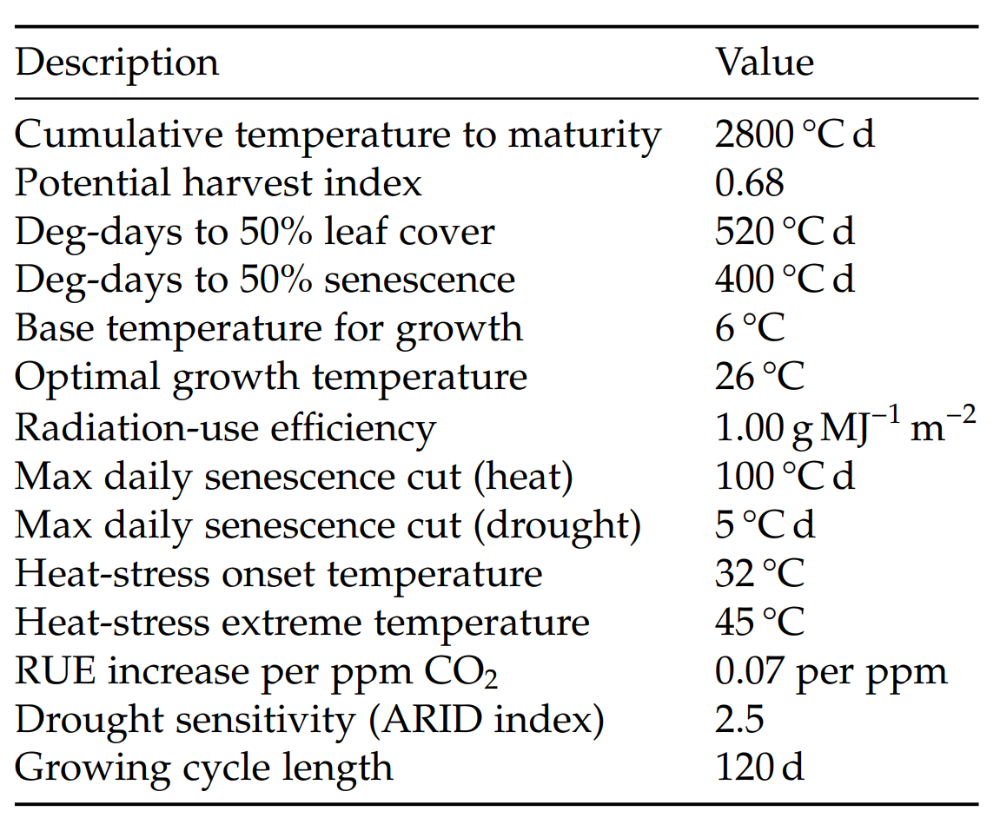 Description Value
Cumulative temperature to maturity 2800 °C d
Potential harvest index 0.68
Deg-days to 50% leaf cover 520 °C d
Deg-days to 50% senescence 400 °C d
Base temperature for growth 6 °C
Optimal growth temperature 26 °C
Radiation-use efficiency 1.00 g MJ⁻¹ m⁻²
Max daily senescence cut (heat) 100 °C d
Max daily senescence cut (drought) 5 °C d
Heat-stress onset temperature 32 °C
Heat-stress extreme temperature 45 °C
RUE increase per ppm CO₂ 0.07 per ppm
Drought sensitivity (ARID index) 2.5
Growing cycle length 120 d